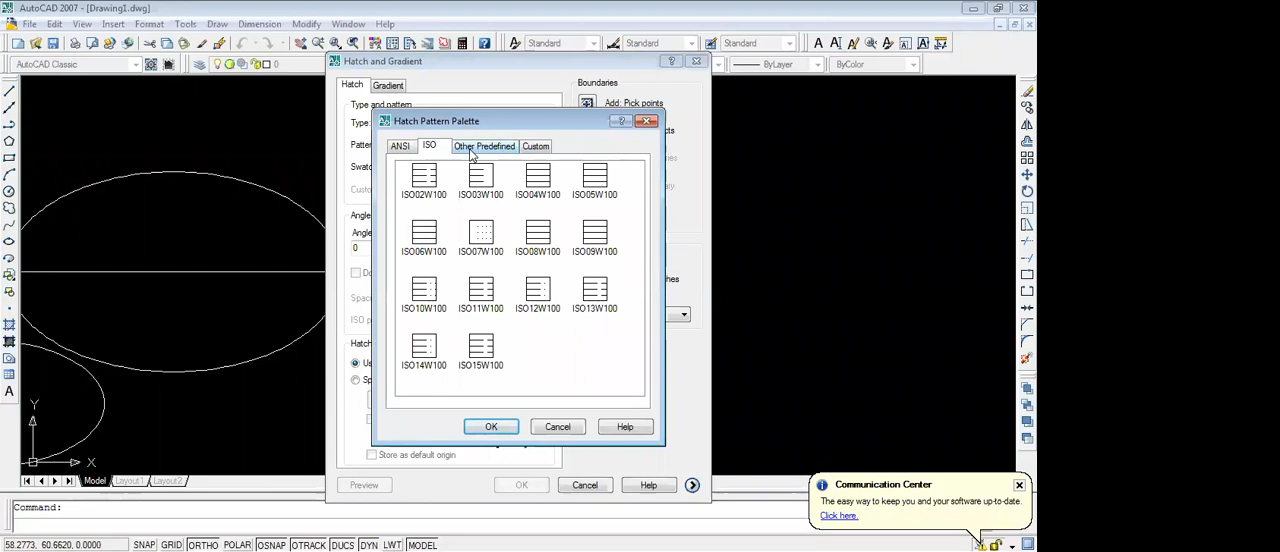 AutoCAD 2007 - [Drawing1.dwg]
File Edit View Insert Format Tools Draw Dimension Modify Window Help
Standard Standard Standard
AutoCAD Classic 0 ByLayer ByColor
Hatch and Gradient
Hatch Gradient
Type and pattern
Type:
Swatc
Angle
Angle
0
Use
Store as default origin
Boundaries
Add: Pick points
Hatch Pattern Palette
ANSI ISO Other Predefined Custom
ISO02W100 ISO03W100 ISO04W100 ISO05W100
ISO06W100 ISO07W100 ISO08W100 ISO09W100
ISO10W100 ISO11W100 ISO12W100 ISO13W100
ISO14W100 ISO15W100
OK Cancel Help
Preview OK Cancel Help
Y
X
Model Layout1 Layout2
Command:
Communication Center
The easy way to keep you and your software up-to-date.
Click here.
58.2773, 60.6620, 0.0000 SNAP GRID ORTHO POLAR OSNAP OTRACK DUCS DYN LWT MODEL